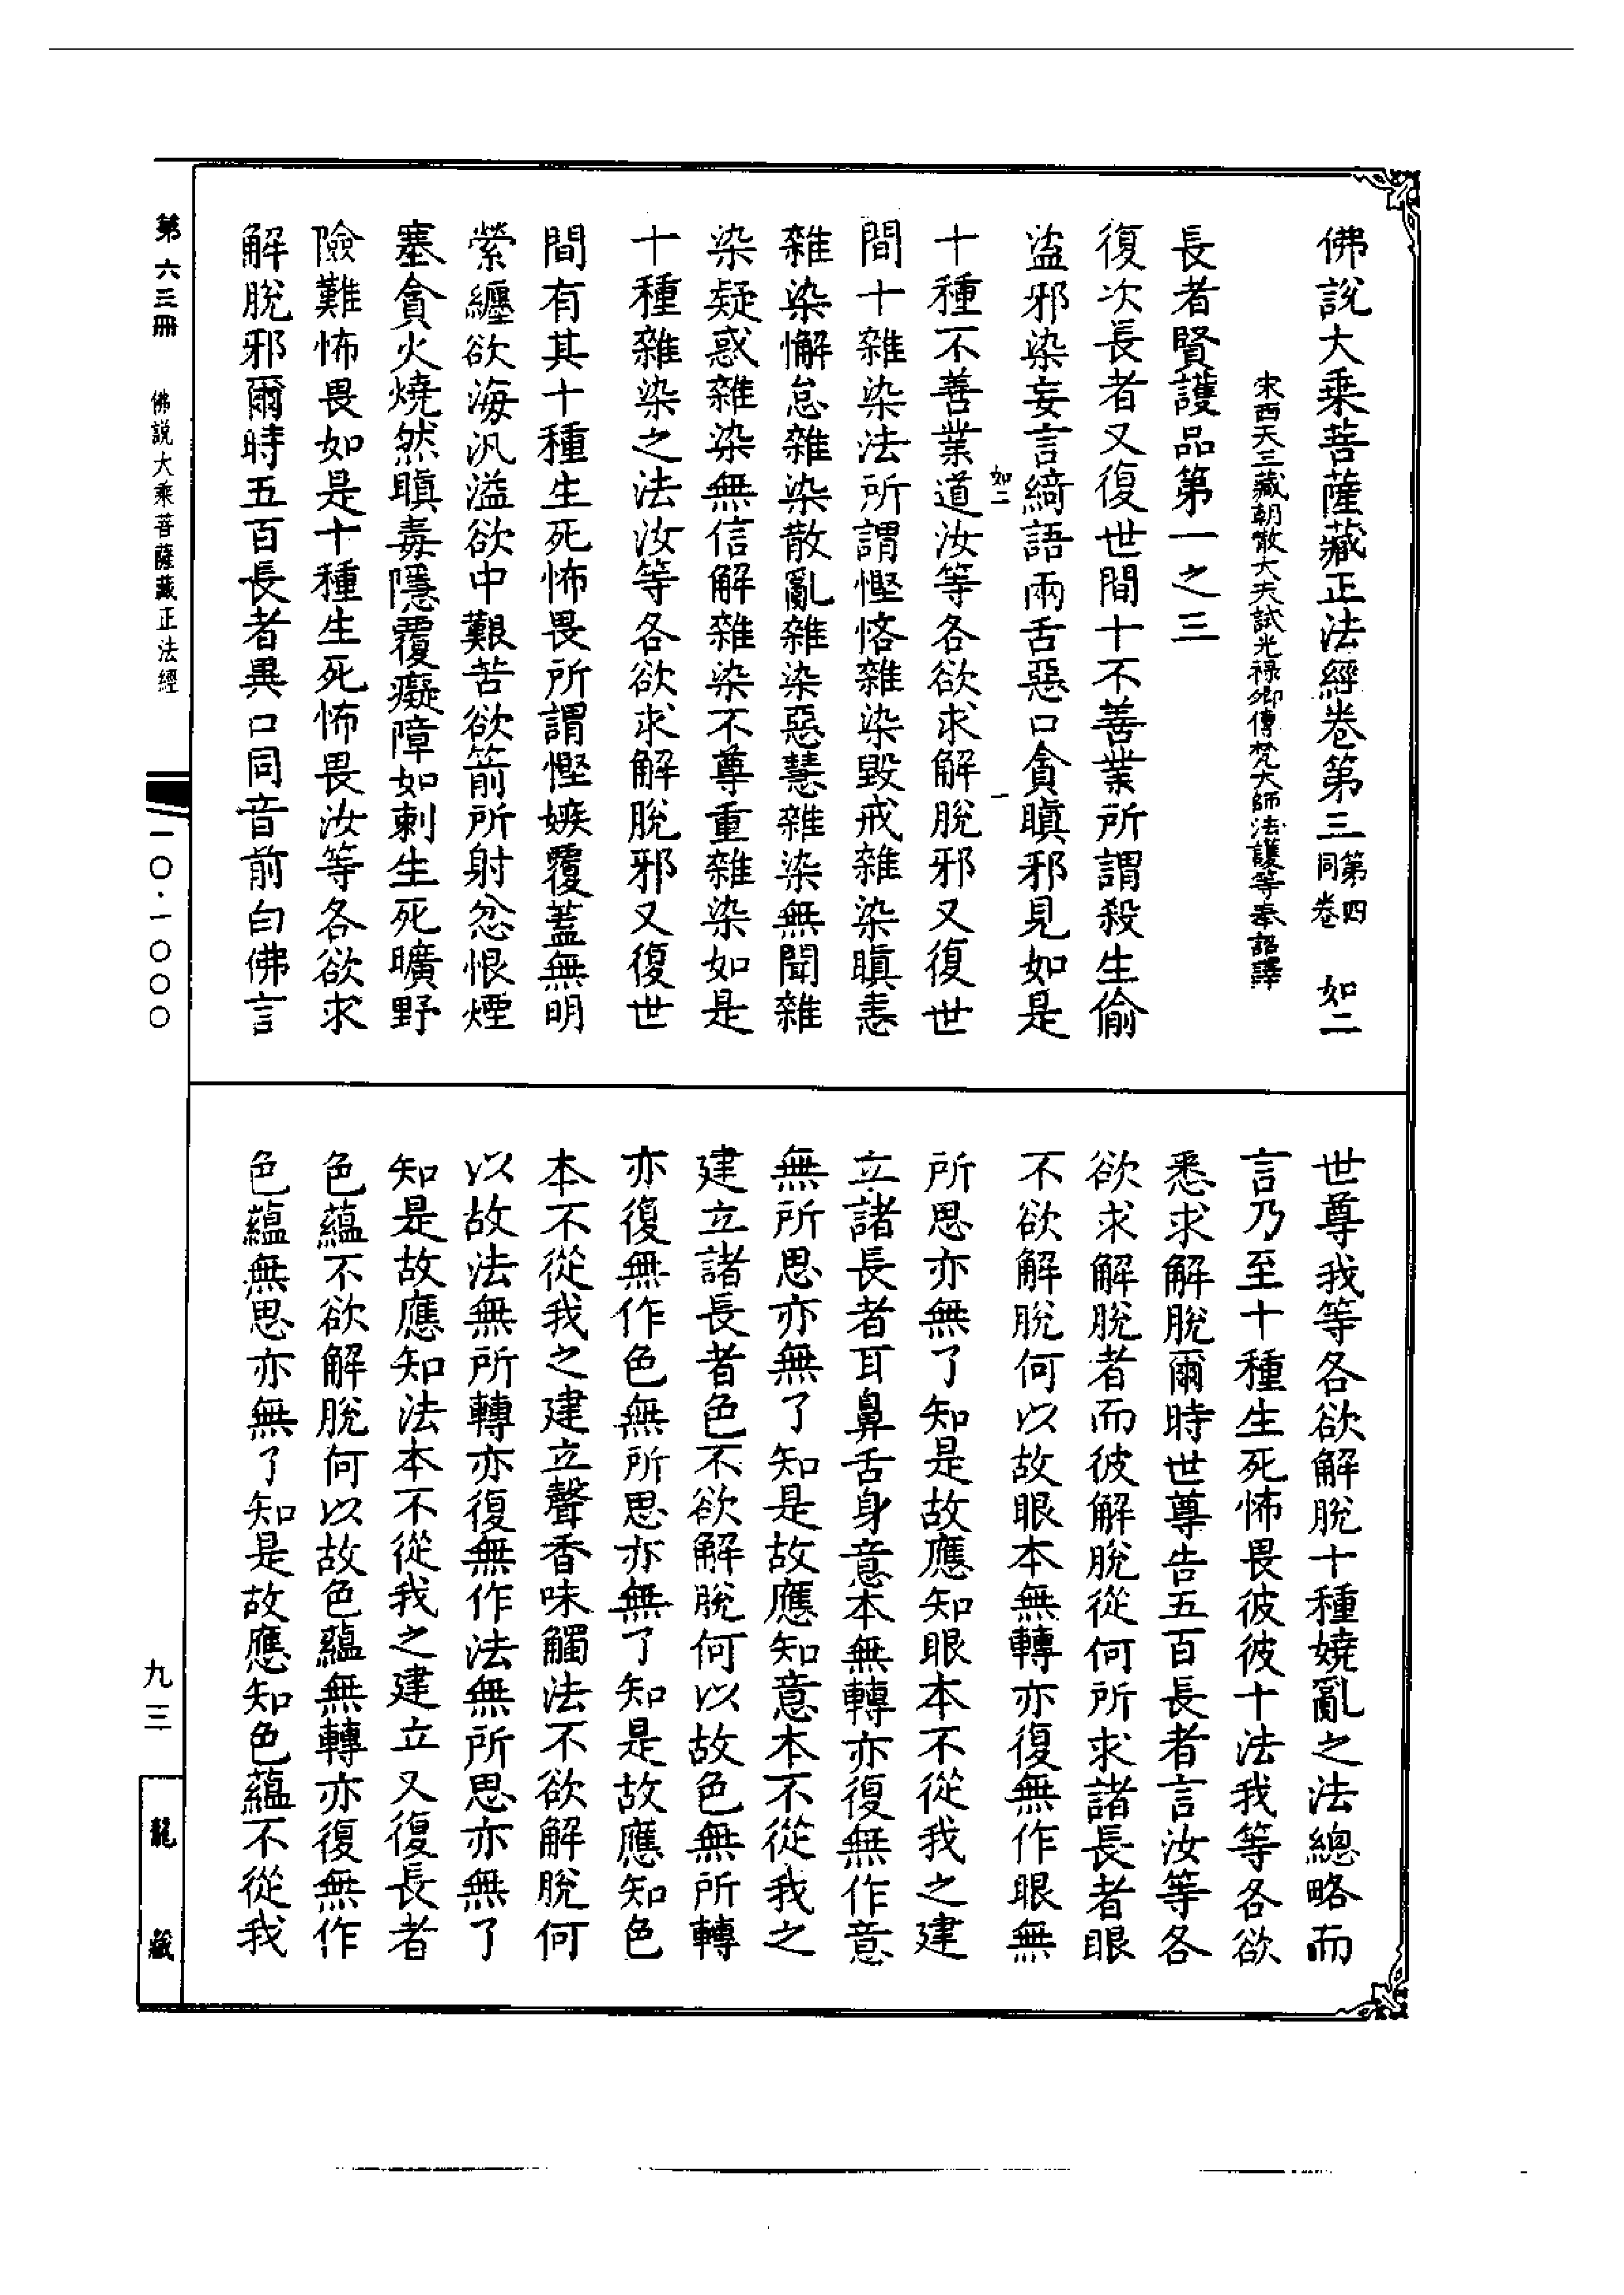 佛說大乘菩薩藏正法經卷第三 第四同卷 如二
宋西天三藏朝散大夫試光祿卿傳梵大師法護等奉詔譯
長者賢護品第一之三
復次長者又復世間十不善業所謂殺生偷
盜邪染妄言綺語兩舌惡口貪瞋邪見如是
如二 一
十種不善業道汝等各欲求解脫邪又復世
間十雜染法所謂慳悋雜染毀戒雜染瞋恚
雜染懈怠雜染散亂雜染惡慧雜染無聞雜
染疑惑雜染無信解雜染不尊重雜染如是
十種雜染之法汝等各欲求解脫邪又復世
間有其十種生死怖畏所謂慳嫉覆蓋無明
縈纏欲海汎溢欲中艱苦欲箭所射忿恨煙
塞貪火燒然瞋毒隱覆癡障如刺生死曠野
險難怖畏如是十種生死怖畏汝等各欲求
解脫邪爾時五百長者異口同音前白佛言
世尊我等各欲解脫十種嬈亂之法總略而
言乃至十種生死怖畏彼彼十法我等各欲
悉求解脫爾時世尊告五百長者言汝等各
欲求解脫者而彼解脫從何所求諸長者眼
不欲解脫何以故眼本無轉亦復無作眼無
所思亦無了知是故應知眼本不從我之建
立諸長者耳鼻舌身意本無轉亦復無作意
無所思亦無了知是故應知意本不從我之
建立諸長者色不欲解脫何以故色無所轉
亦復無作色無所思亦無了知是故應知色
本不從我之建立聲香味觸法不欲解脫何
以故法無所轉亦復無作法無所思亦無了
知是故應知法本不從我之建立又復長者
色蘊不欲解脫何以故色蘊無轉亦復無作
色蘊無思亦無了知是故應知色蘊不從我
第六三冊 佛說大乘菩薩藏正法經 一〇·一〇〇〇
九三
龍藏